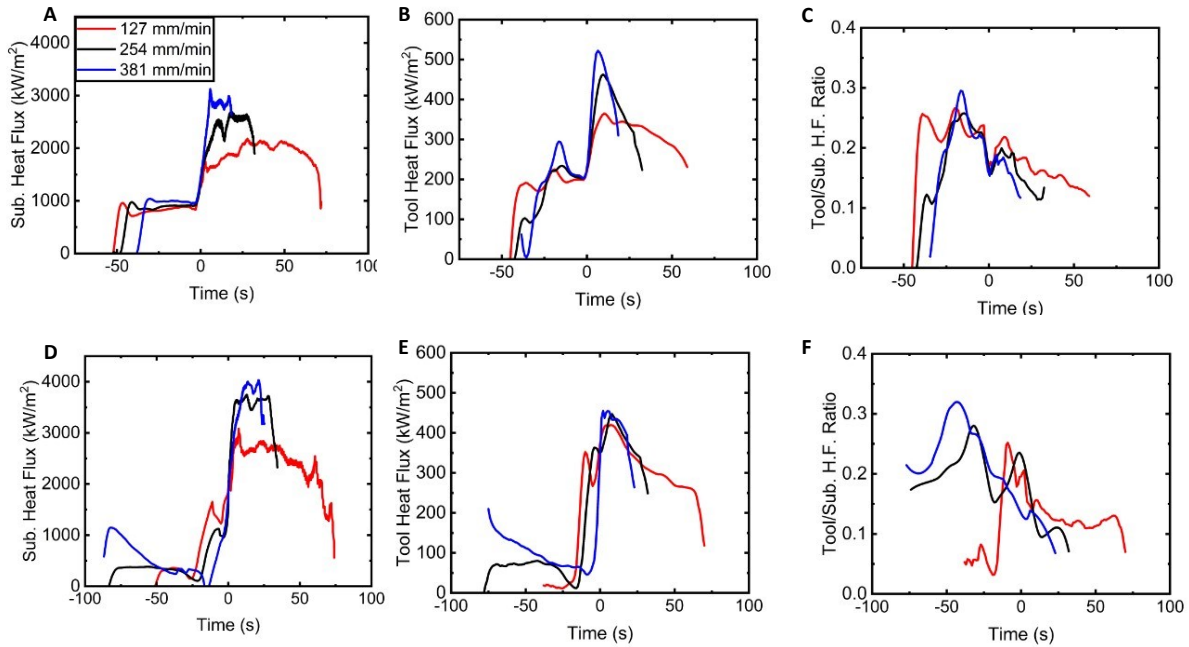 A
B
C
127 mm/min
254 mm/min
381 mm/min
Sub. Heat Flux (kW/m²)
4000
3000
2000
1000
0
-50
0
50
100
Time (s)
Tool Heat Flux (kW/m²)
600
500
400
300
200
100
0
-50
0
50
100
Time (s)
Tool/Sub. H.F. Ratio
0.4
0.3
0.2
0.1
0.0
-50
0
50
100
Time (s)
D
E
F
Sub. Heat Flux (kW/m²)
4000
3000
2000
1000
0
-100
-50
0
50
100
Time (s)
Tool Heat Flux (kW/m²)
600
500
400
300
200
100
0
-100
-50
0
50
100
Time (s)
Tool/Sub. H.F. Ratio
0.4
0.3
0.2
0.1
0.0
-100
-50
0
50
100
Time (s)